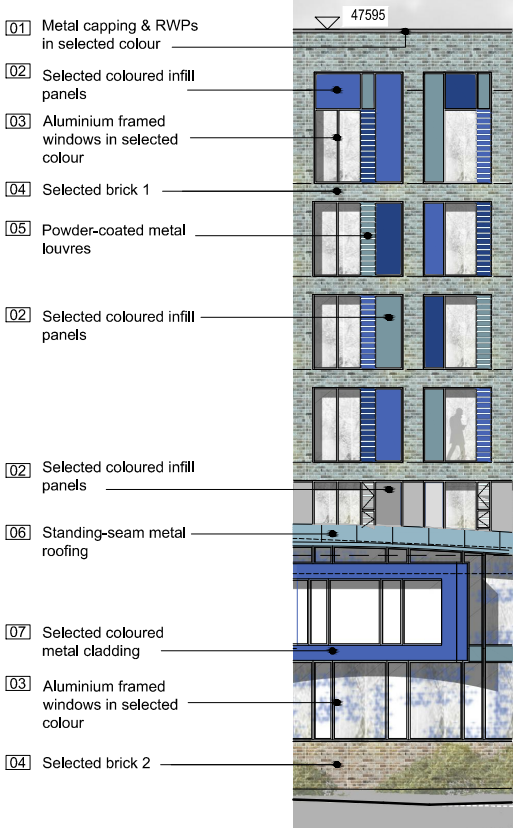 47595
01 Metal capping & RWPs
in selected colour
02 Selected coloured infill
panels
03 Aluminium framed
windows in selected
colour
04 Selected brick 1
05 Powder-coated metal
louvres
02 Selected coloured infill
panels
02 Selected coloured infill
panels
06 Standing-seam metal
roofing
07 Selected coloured
metal cladding
03 Aluminium framed
windows in selected
colour
04 Selected brick 2